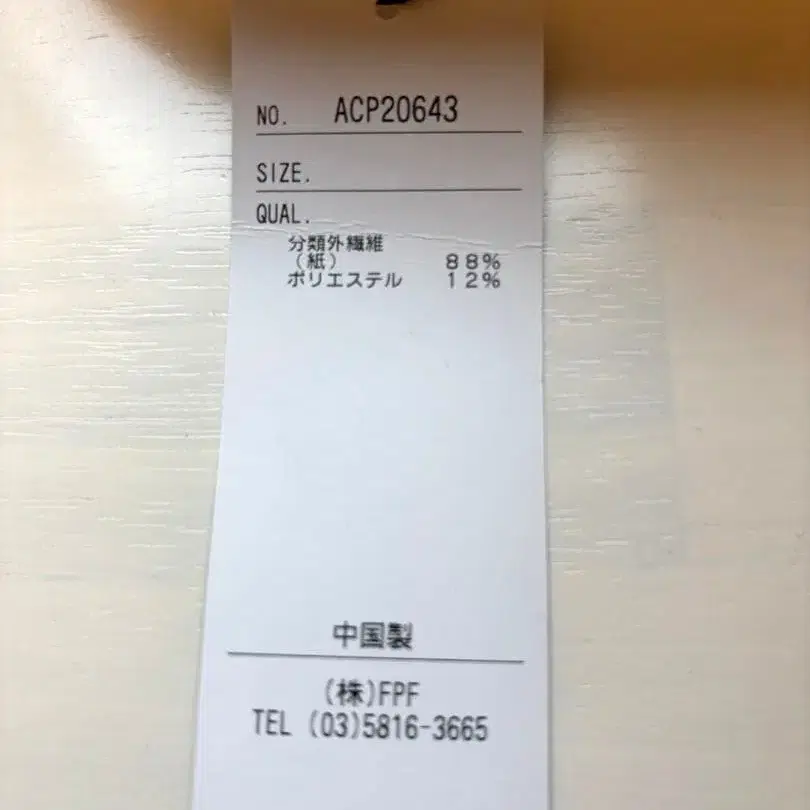 NO. ACP20643
SIZE.
QUAL.
分類外繊維
（紙） ８８％
ポリエステル １２％
中国製
(株)FPF
TEL (03)5816-3665